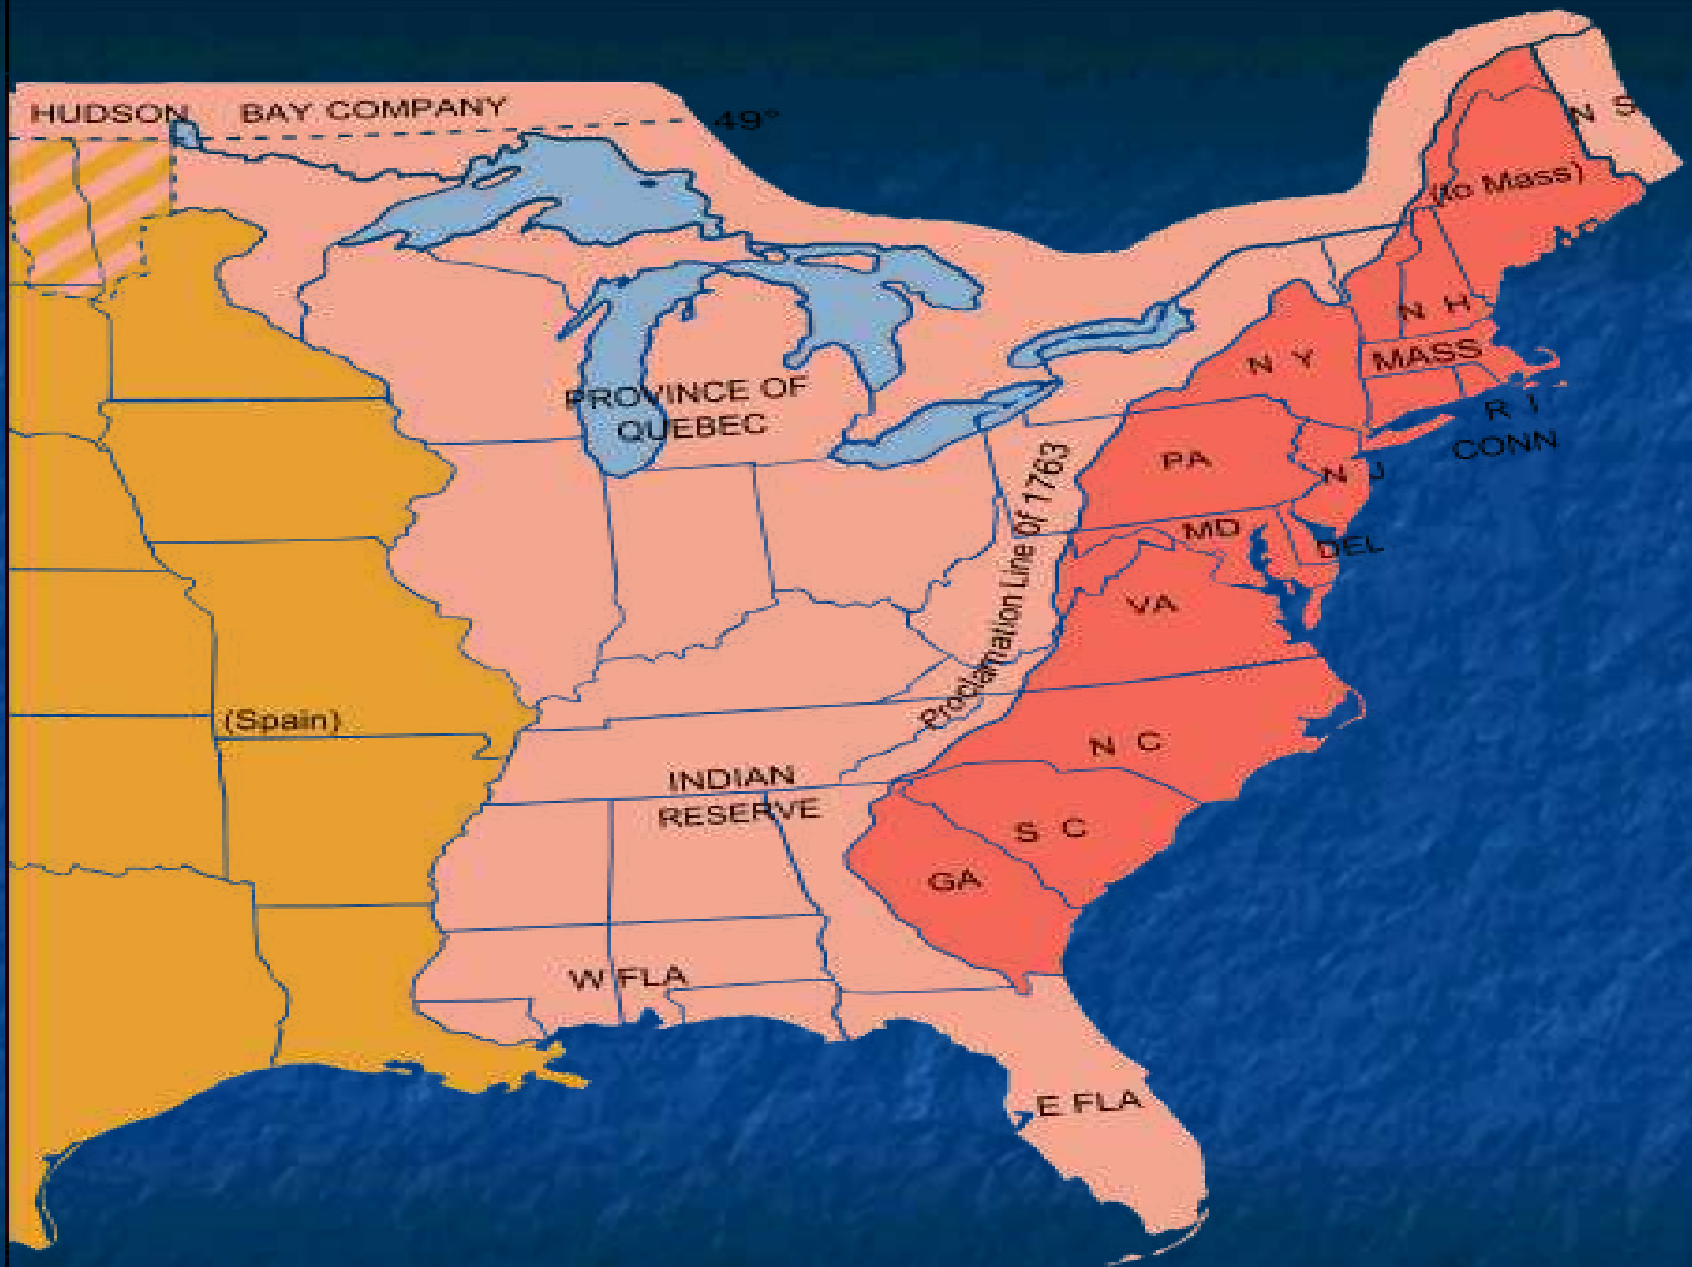 HUDSON BAY COMPANY
49°
N S
(to Mass)
N H
N Y
MASS
R I
CONN
PROVINCE OF
QUEBEC
PA
N J
Proclamation Line Of 1763
MD
DEL
VA
(Spain)
N C
INDIAN
RESERVE
S C
GA
W FLA
E FLA